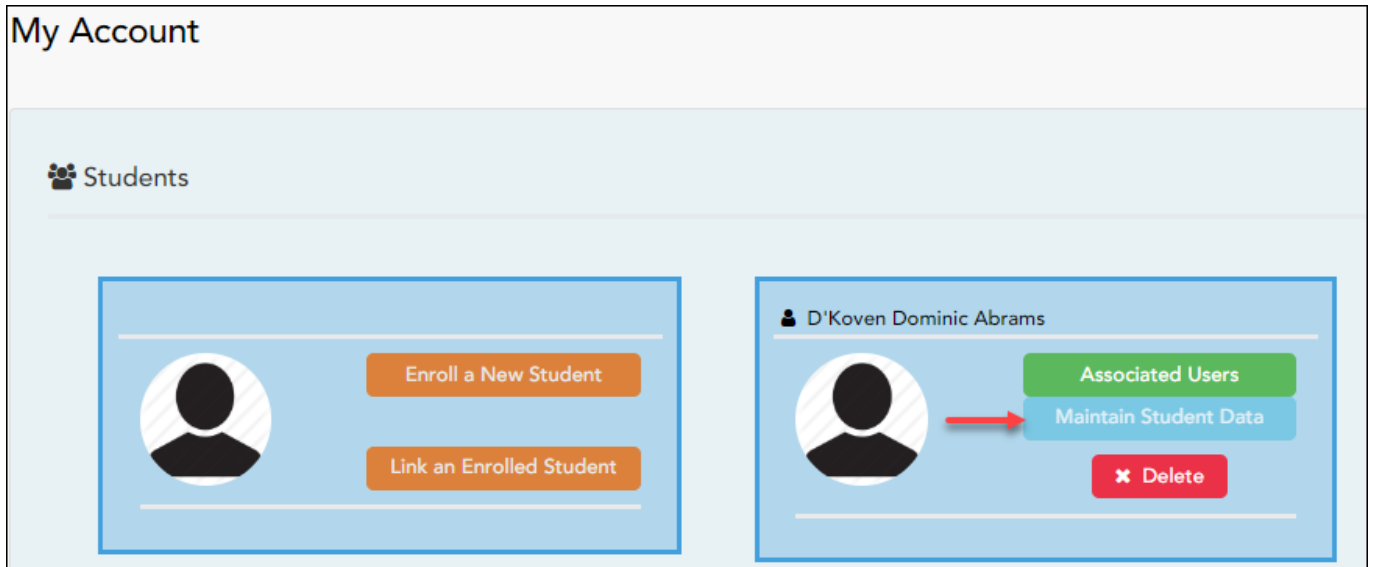 My Account
Students
Enroll a New Student
Link an Enrolled Student
D'Koven Dominic Abrams
Associated Users
Maintain Student Data
Delete